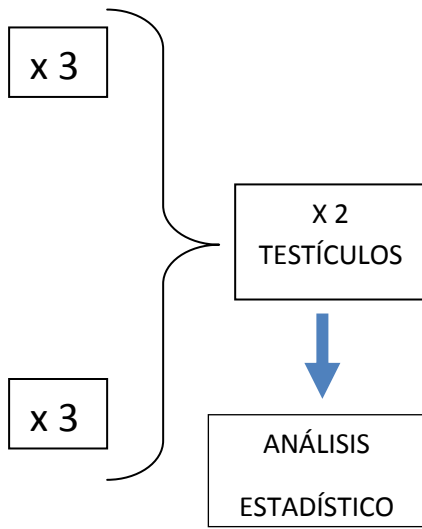 x 3
X 2
TESTÍCULOS
x 3
ANÁLISIS
ESTADÍSTICO